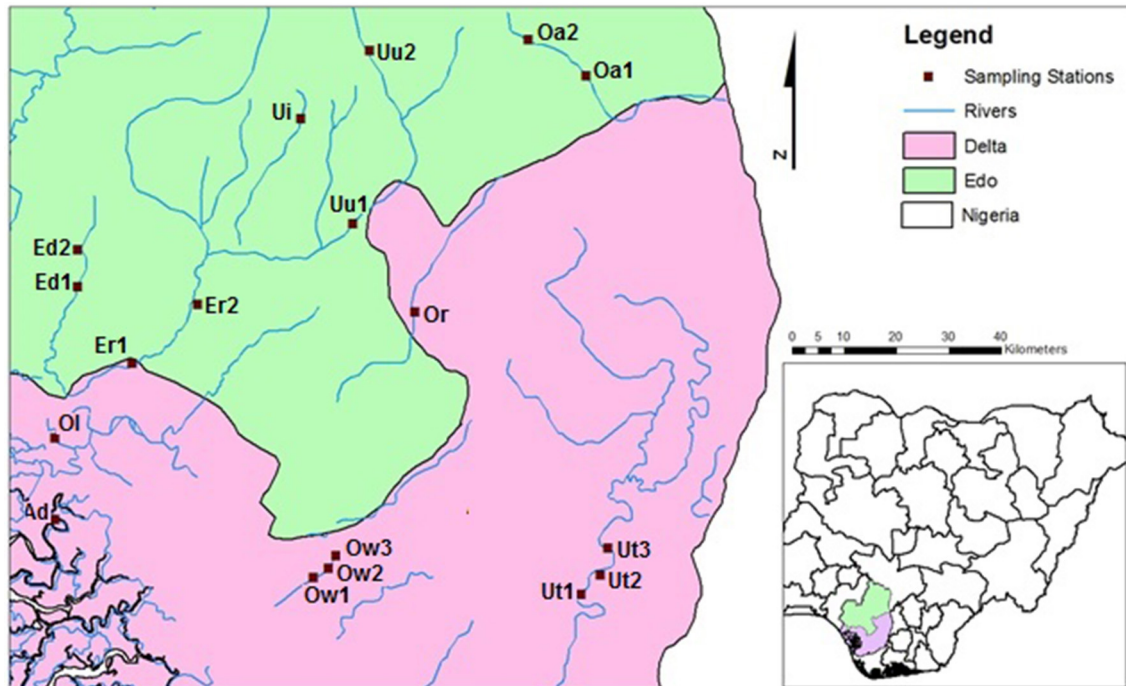 Oa2
Uu2
Oa1
Ui
Uu1
Ed2
Ed1
Er2
Or
Er1
Ol
Ad
Ow3
Ow2
Ow1
Ut3
Ut2
Ut1
Legend
Sampling Stations
Rivers
Delta
Edo
Nigeria
N
0 5 10 20 30 40
Kilometers